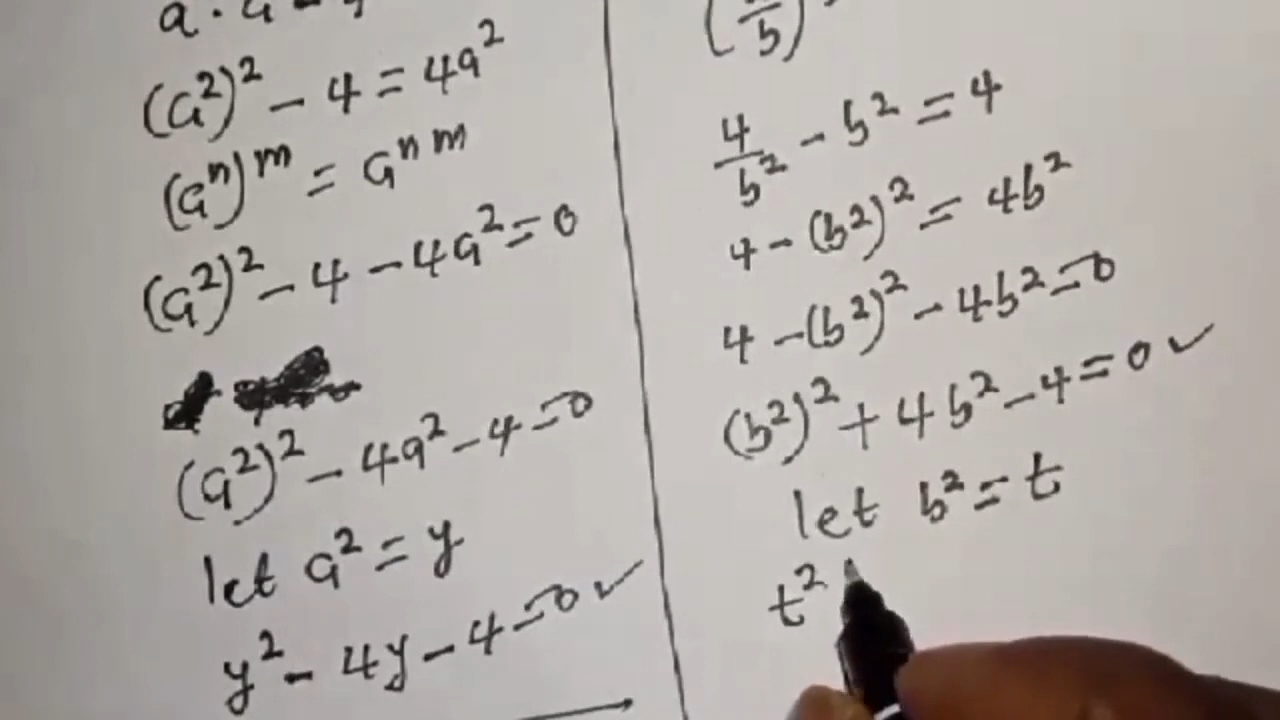 (a²)² - 4 = 4a²
(aⁿ)ᵐ = aⁿᵐ
(a²)² - 4 - 4a² = 0
(a²)² - 4a² - 4 = 0
let a² = y
y² - 4y - 4 = 0 ✓
4/b² - b² = 4
4 - (b²)² = 4b²
4 - (b²)² - 4b² = 0
(b²)² + 4b² - 4 = 0 ✓
let b² = t
t²